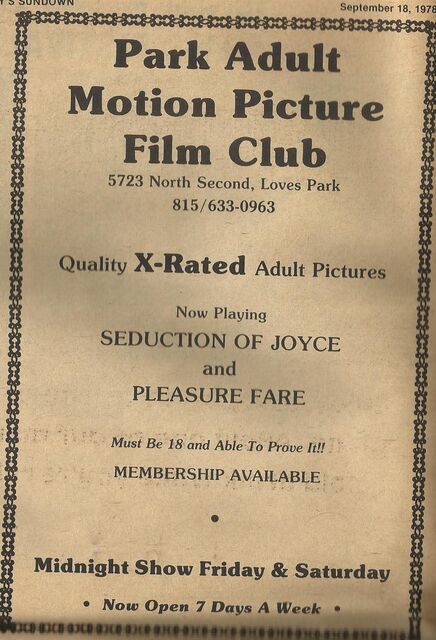 Y'S SUNDOWN
September 18, 1978
Park Adult
Motion Picture
Film Club
5723 North Second, Loves Park
815/633-0963
Quality X-Rated Adult Pictures
Now Playing
SEDUCTION OF JOYCE
and
PLEASURE FARE
Must Be 18 and Able To Prove It!!
MEMBERSHIP AVAILABLE
•
Midnight Show Friday & Saturday
• Now Open 7 Days A Week •